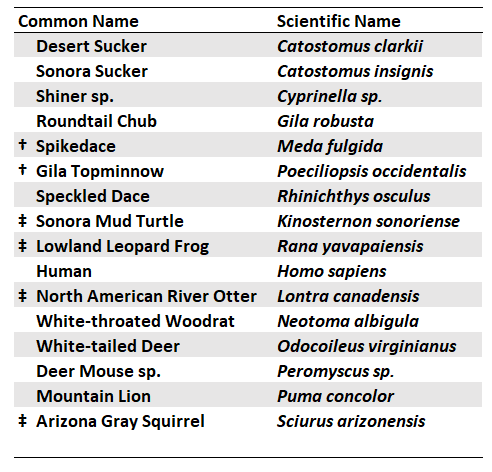 Common Name Scientific Name
Desert Sucker Catostomus clarkii
Sonora Sucker Catostomus insignis
Shiner sp. Cyprinella sp.
Roundtail Chub Gila robusta
† Spikedace Meda fulgida
† Gila Topminnow Poeciliopsis occidentalis
Speckled Dace Rhinichthys osculus
‡ Sonora Mud Turtle Kinosternon sonoriense
‡ Lowland Leopard Frog Rana yavapaiensis
Human Homo sapiens
‡ North American River Otter Lontra canadensis
White-throated Woodrat Neotoma albigula
White-tailed Deer Odocoileus virginianus
Deer Mouse sp. Peromyscus sp.
Mountain Lion Puma concolor
‡ Arizona Gray Squirrel Sciurus arizonensis